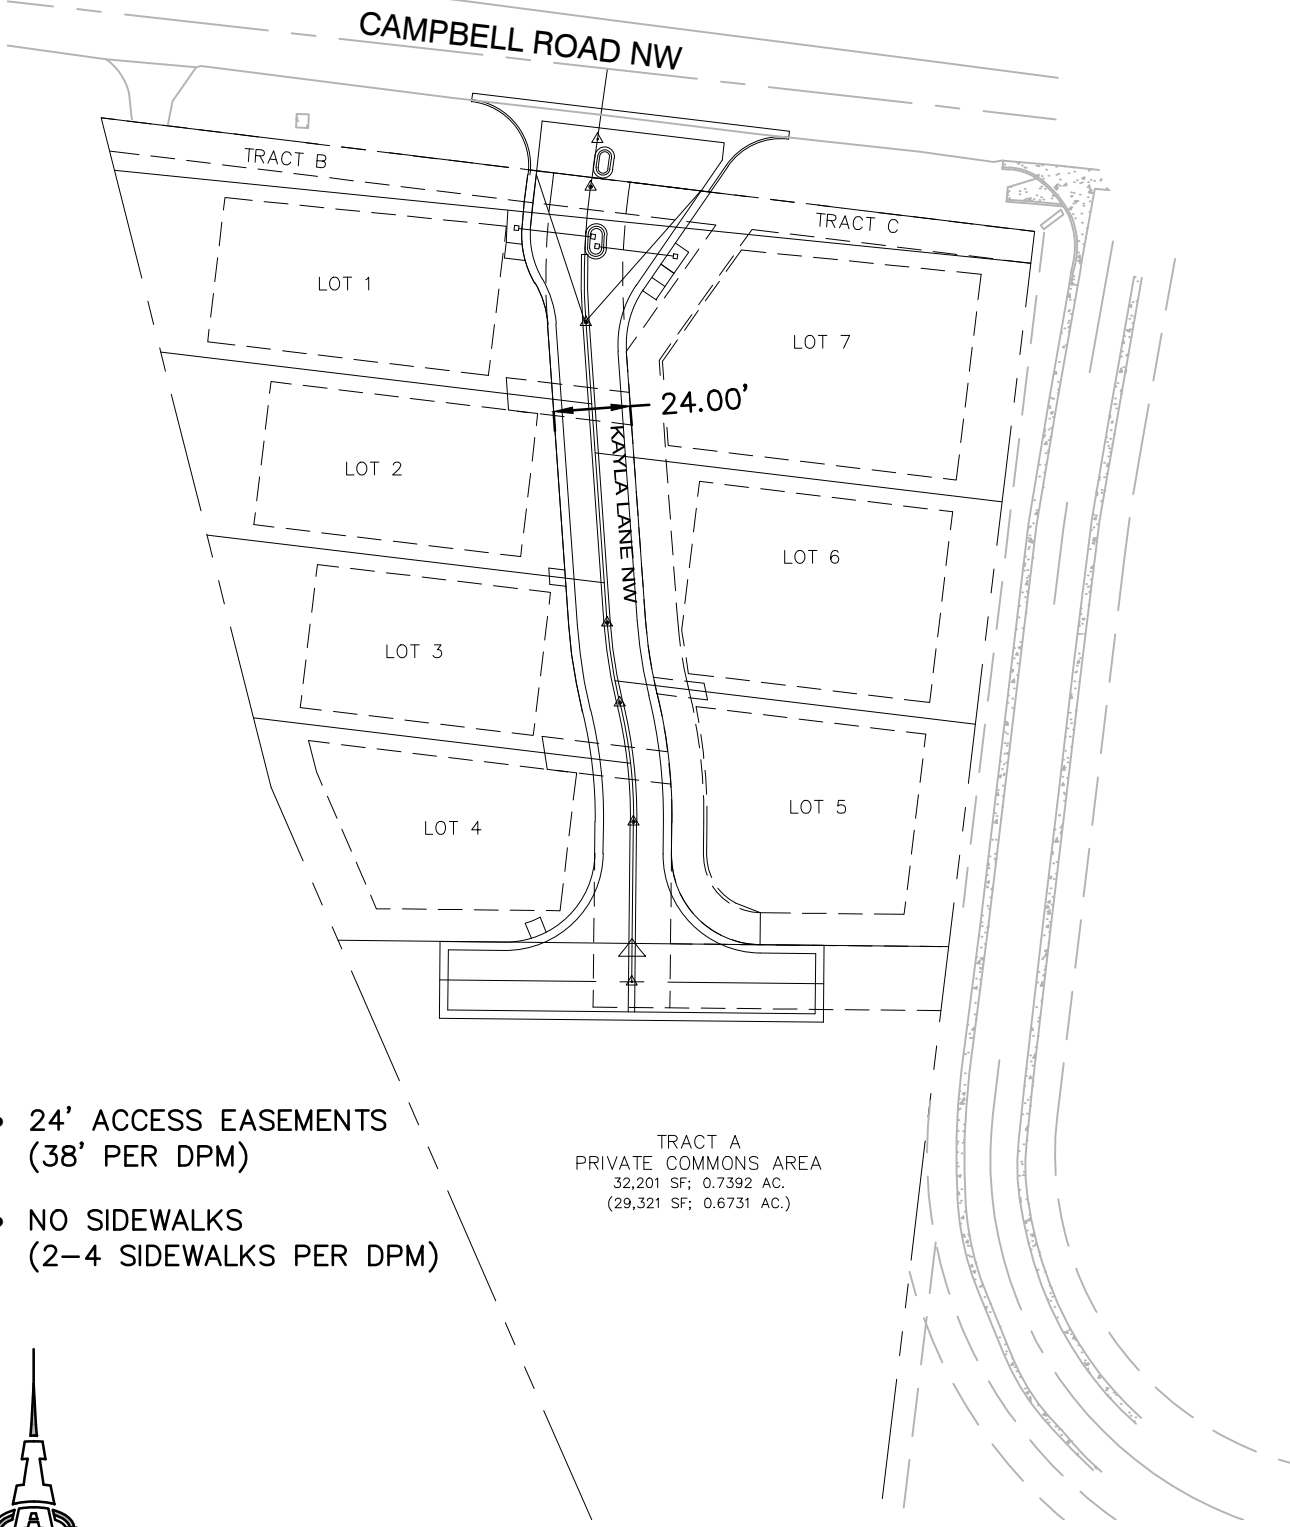 CAMPBELL ROAD NW
TRACT B
TRACT C
LOT 1
LOT 7
24.00'
KAYLA LANE NW
LOT 2
LOT 6
LOT 3
LOT 5
LOT 4
• 24' ACCESS EASEMENTS
(38' PER DPM)
TRACT A
PRIVATE COMMONS AREA
32,201 SF; 0.7392 AC.
(29,321 SF; 0.6731 AC.)
• NO SIDEWALKS
(2-4 SIDEWALKS PER DPM)